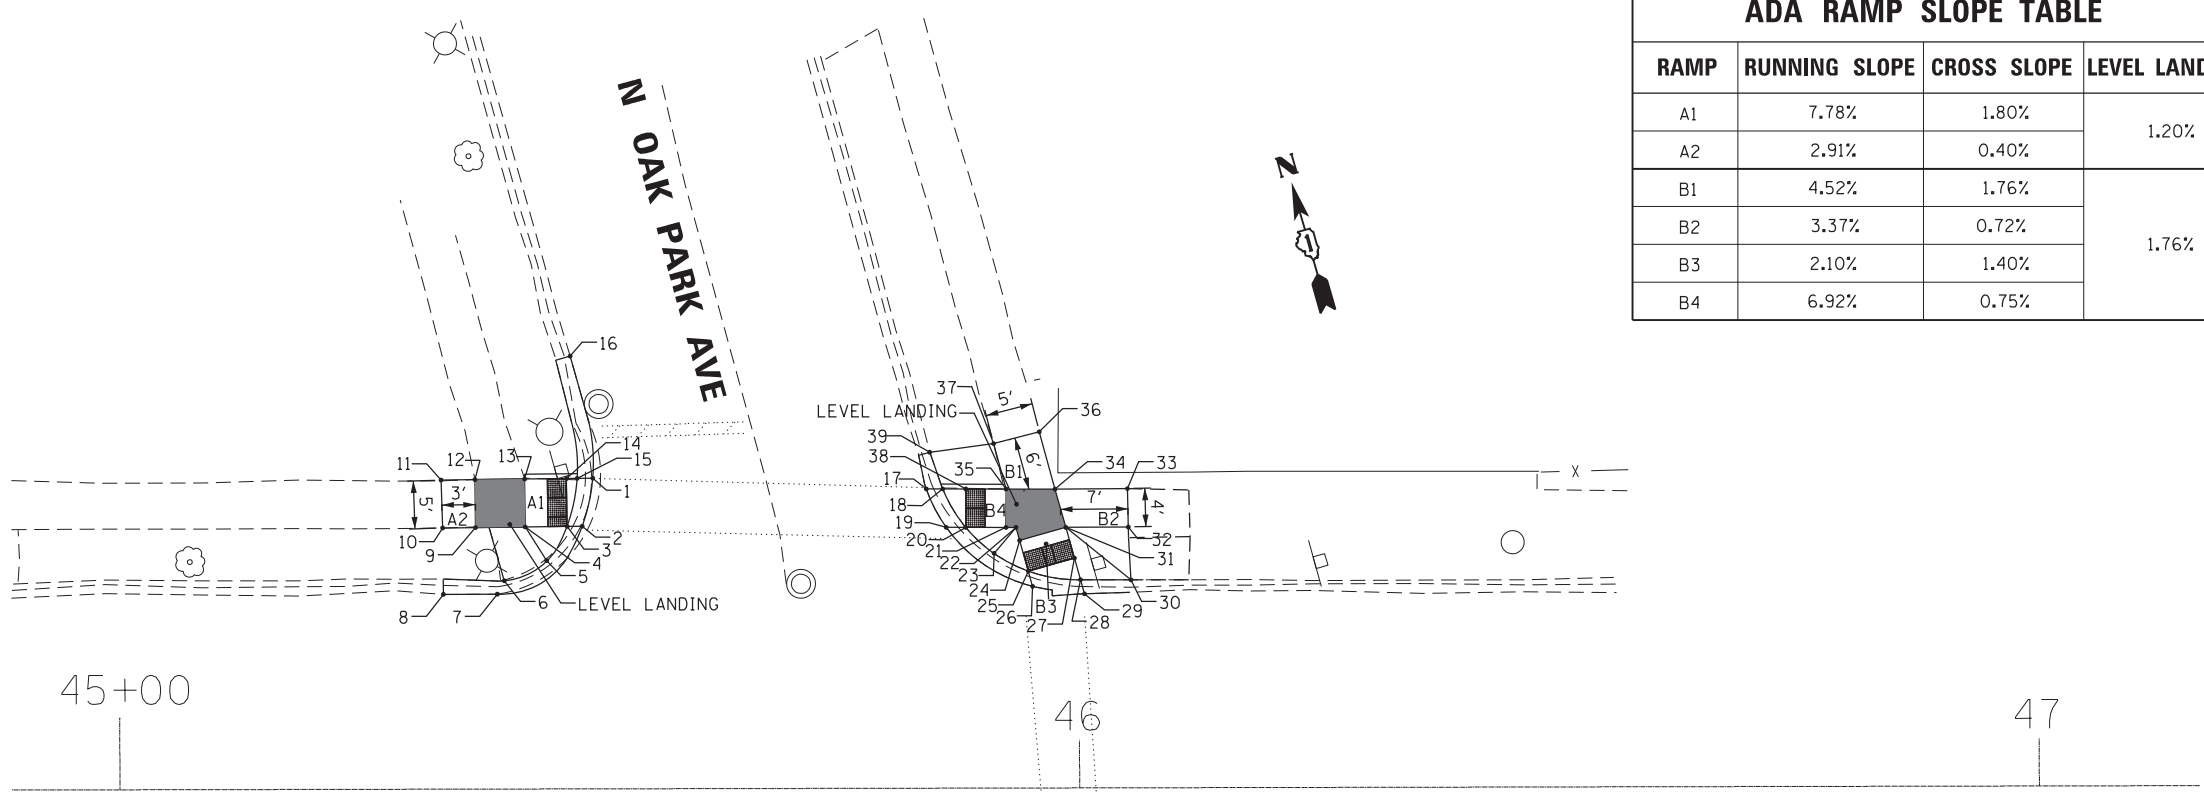 ADA RAMP SLOPE TABLE
RAMP RUNNING SLOPE CROSS SLOPE LEVEL LAND
A1 7.78% 1.80% 1.20%
A2 2.91% 0.40%
B1 4.52% 1.76% 1.76%
B2 3.37% 0.72%
B3 2.10% 1.40%
B4 6.92% 0.75%
N OAK PARK AVE
N
1
16
37
5'
LEVEL LANDING
36
39
14
11
12
13
38
15
35
B1
6'
34
33
17
1
5'
3'
A1
18
B4
7'
4'
A2
19
B2
10
2
20
32
9
3
21
31
4
22
5
23
24
6
LEVEL LANDING
25
B3
30
8
7
26
29
27
28
X
45+00
46
47